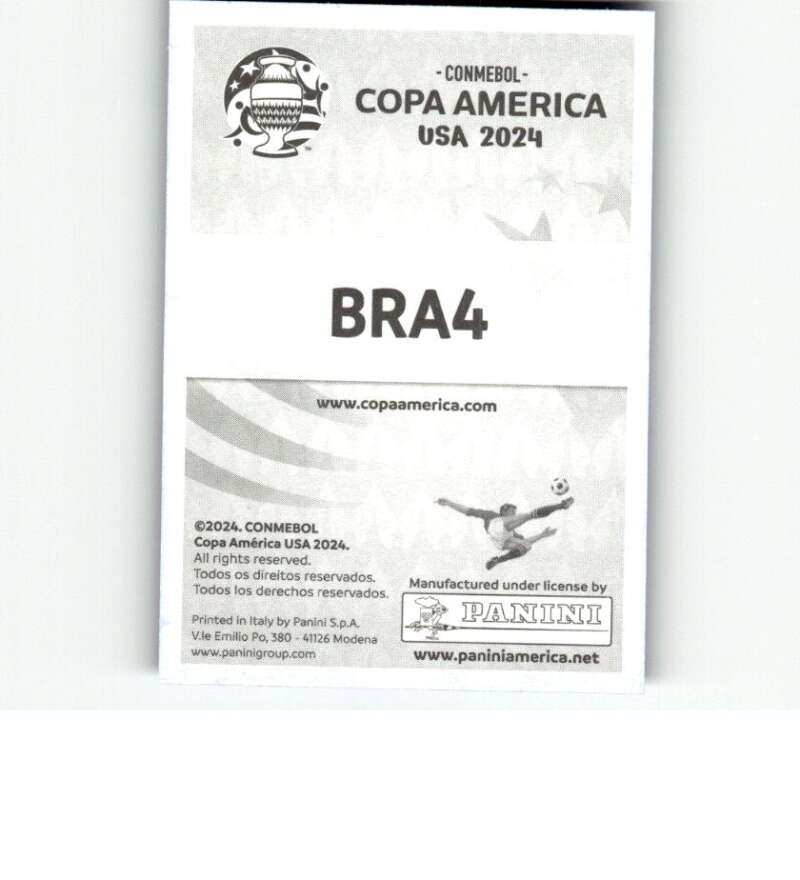 - CONMEBOL -
COPA AMERICA
USA 2024
TM
BRA4
www.copaamerica.com
©2024. CONMEBOL
Copa América USA 2024.
All rights reserved.
Todos os direitos reservados.
Todos los derechos reservados.
Printed in Italy by Panini S.p.A.
V.le Emilio Po, 380 - 41126 Modena
www.paninigroup.com
Manufactured under license by
PANINI
www.paniniamerica.net